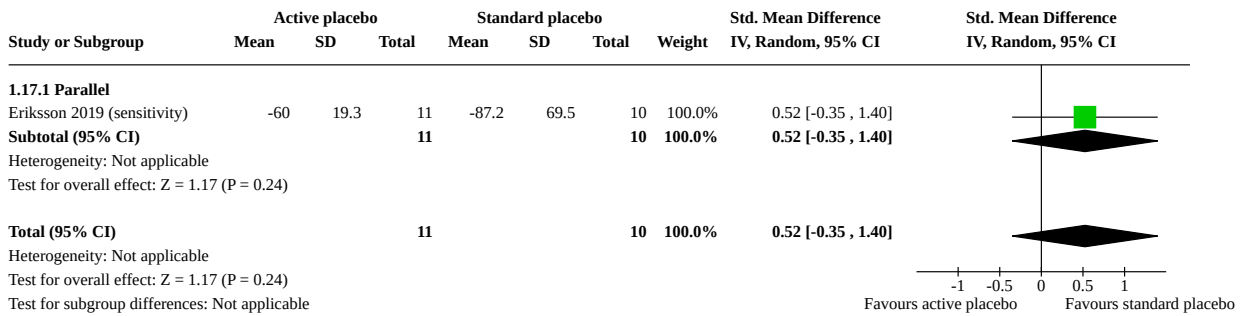 Active placebo Standard placebo Std. Mean Difference Std. Mean Difference
Study or Subgroup Mean SD Total Mean SD Total Weight IV, Random, 95% CI IV, Random, 95% CI
1.17.1 Parallel
Eriksson 2019 (sensitivity) -60 19.3 11 -87.2 69.5 10 100.0% 0.52 [-0.35 , 1.40]
Subtotal (95% CI) 11 10 100.0% 0.52 [-0.35 , 1.40]
Heterogeneity: Not applicable
Test for overall effect: Z = 1.17 (P = 0.24)
Total (95% CI) 11 10 100.0% 0.52 [-0.35 , 1.40]
Heterogeneity: Not applicable
Test for overall effect: Z = 1.17 (P = 0.24) -1 -0.5 0 0.5 1
Test for subgroup differences: Not applicable Favours active placebo Favours standard placebo